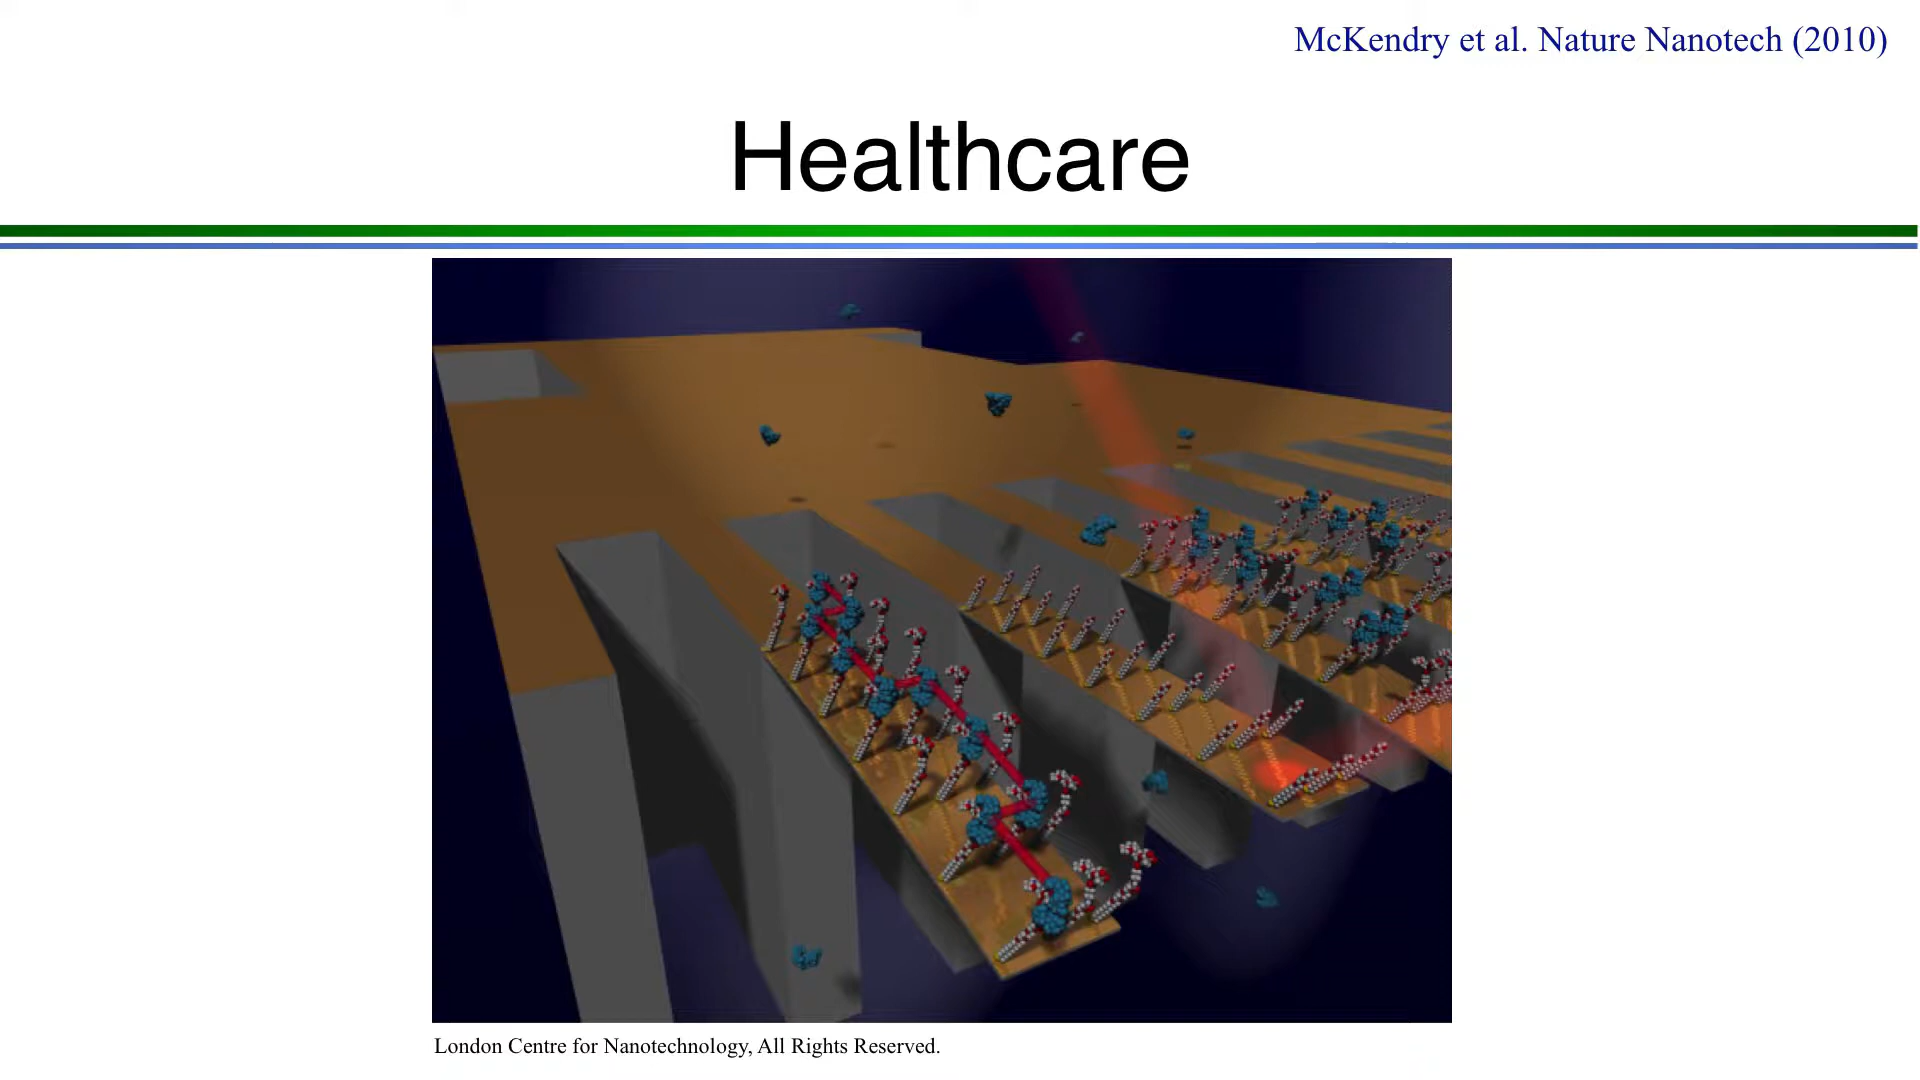 McKendry et al. Nature Nanotech (2010)
Healthcare
London Centre for Nanotechnology, All Rights Reserved.